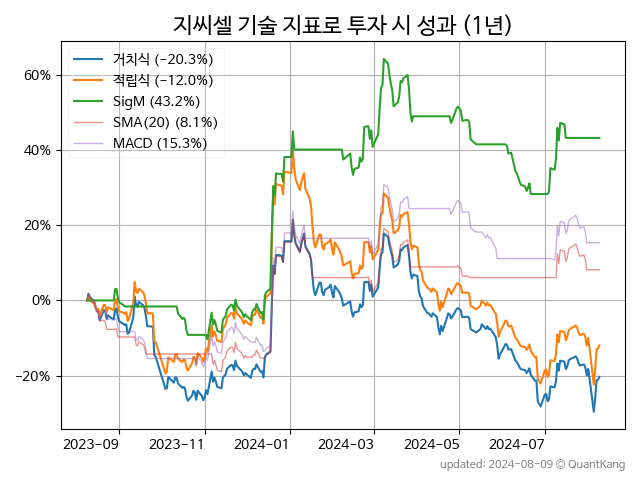 지씨셀 기술 지표로 투자 시 성과 (1년)
거치식 (−20.3%)
적립식 (−12.0%)
SigM (43.2%)
SMA(20) (8.1%)
MACD (15.3%)
60%
40%
20%
0%
−20%
2023-09 2023-11 2024-01 2024-03 2024-05 2024-07
updated: 2024-08-09 © QuantKang